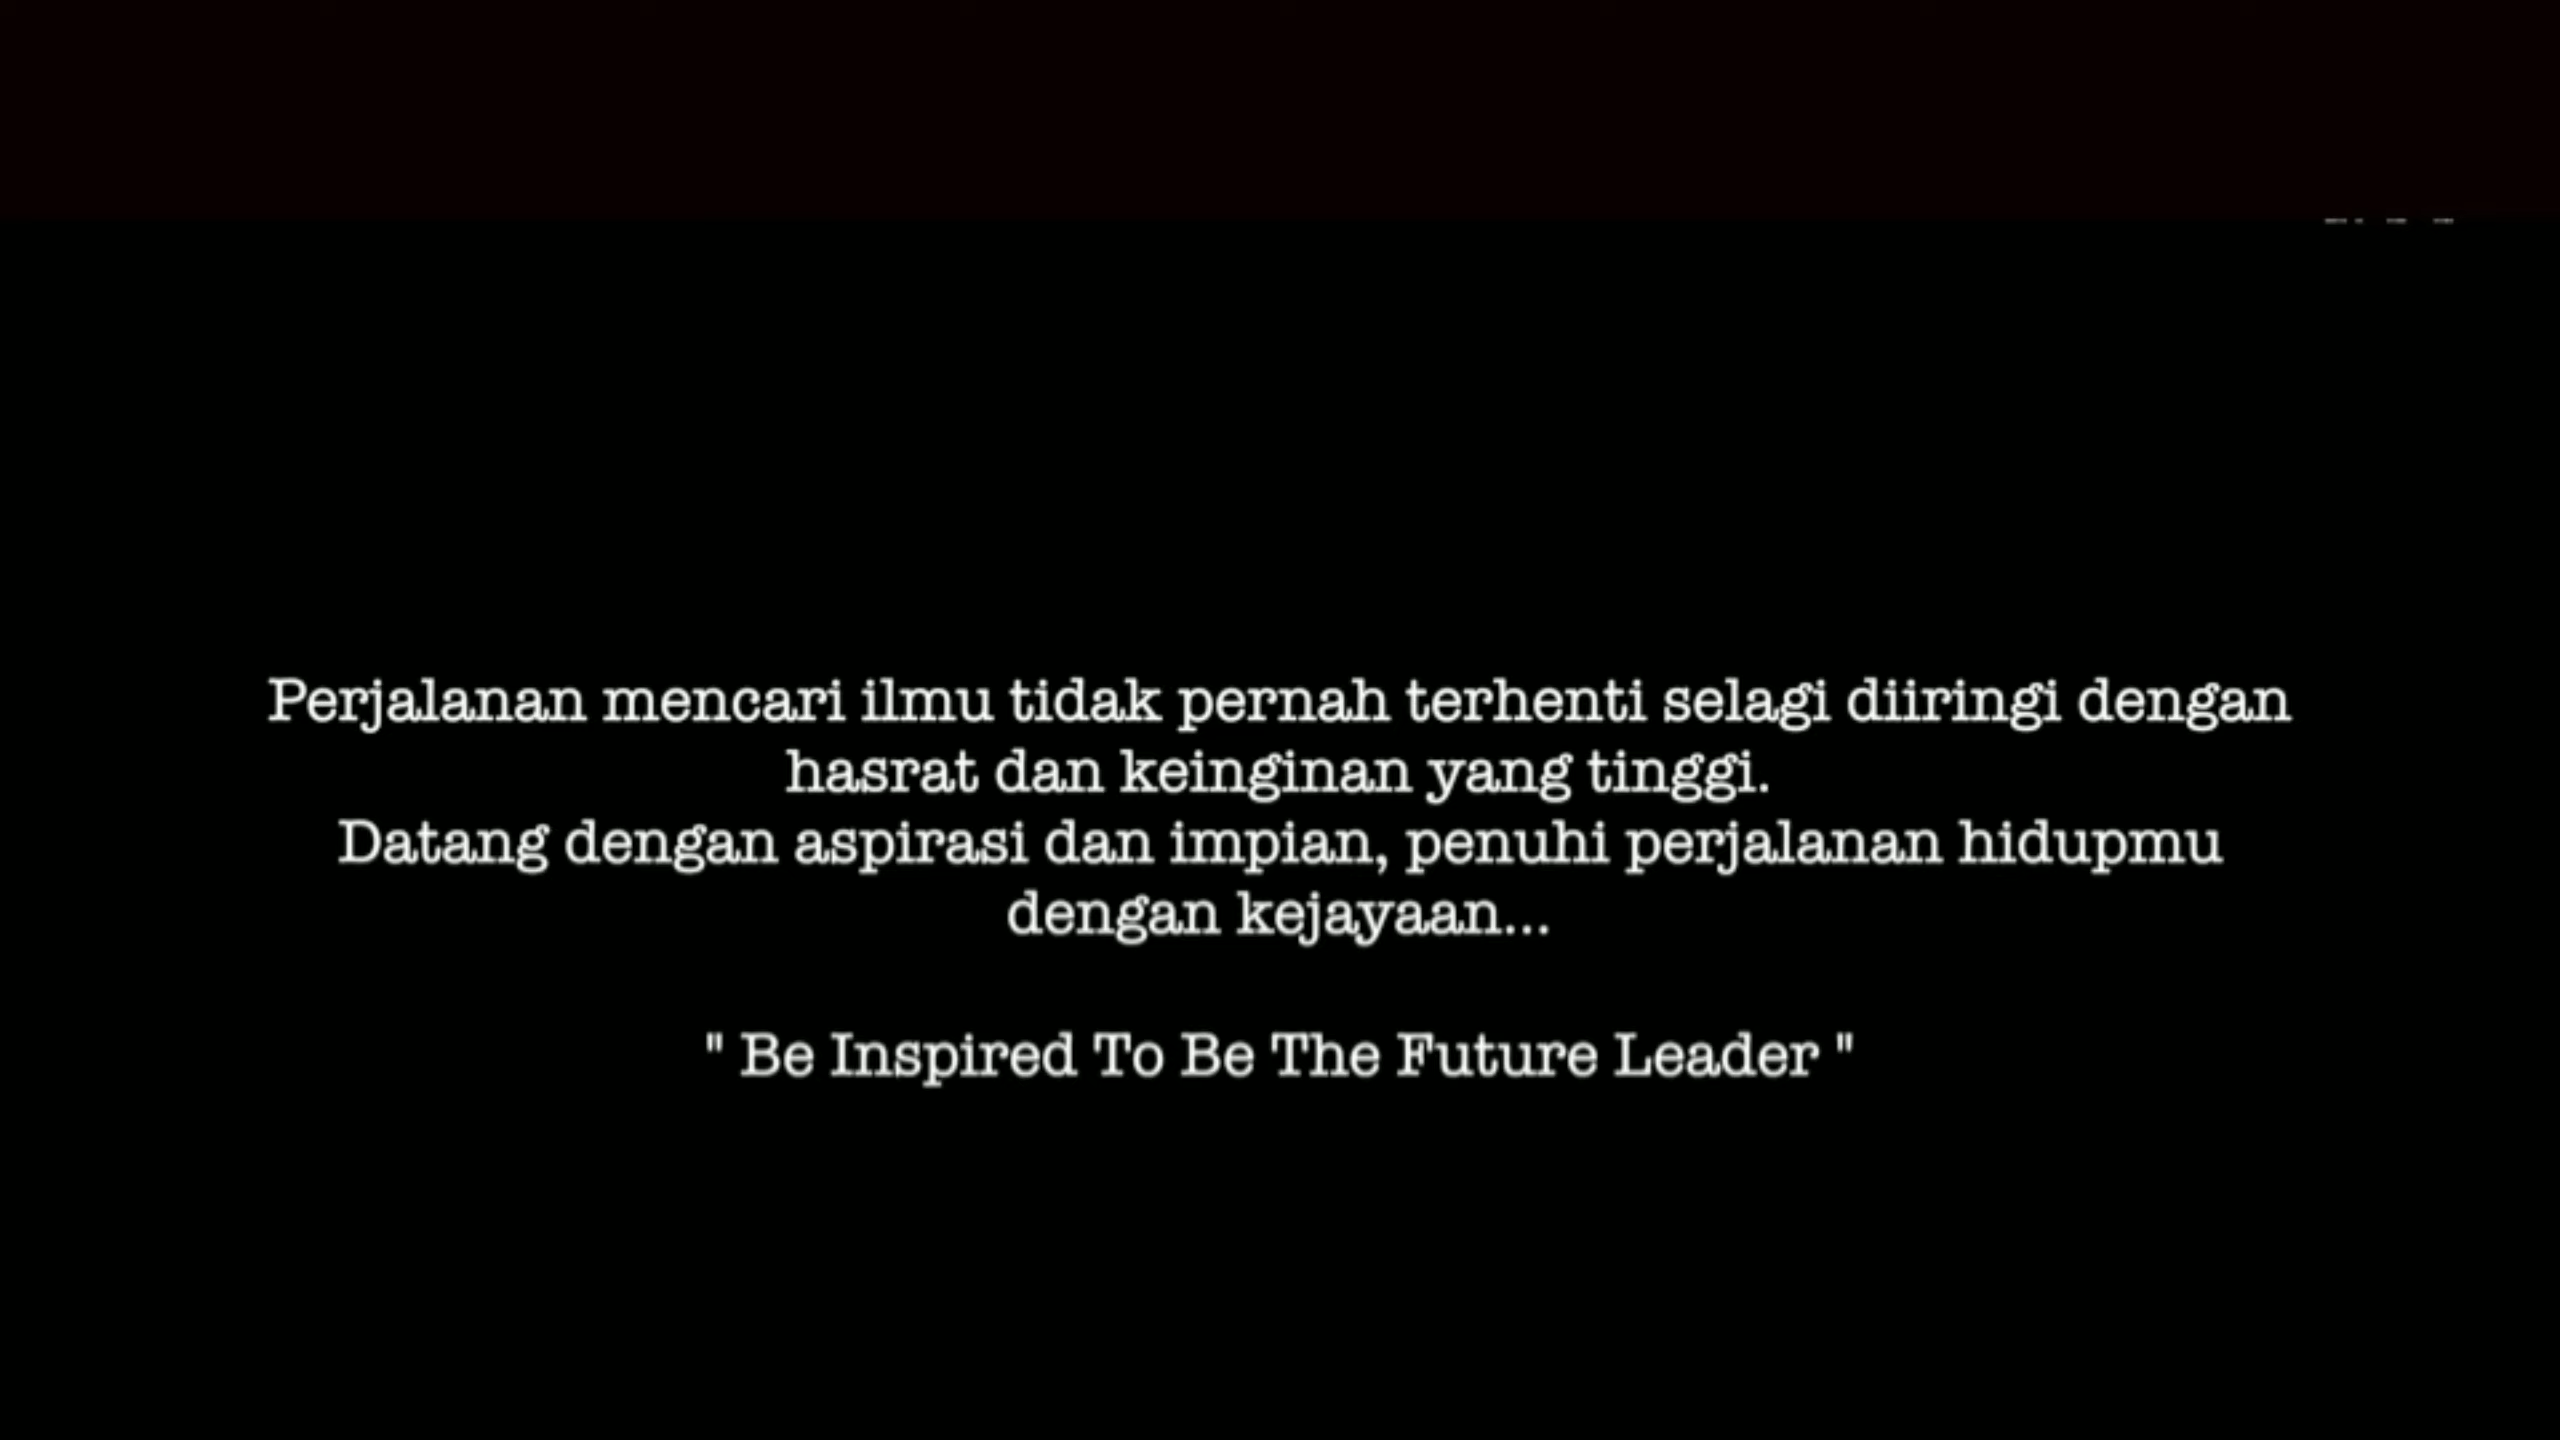 Perjalanan mencari ilmu tidak pernah terhenti selagi diiringi dengan
hasrat dan keinginan yang tinggi.
Datang dengan aspirasi dan impian, penuhi perjalanan hidupmu
dengan kejayaan...
" Be Inspired To Be The Future Leader "